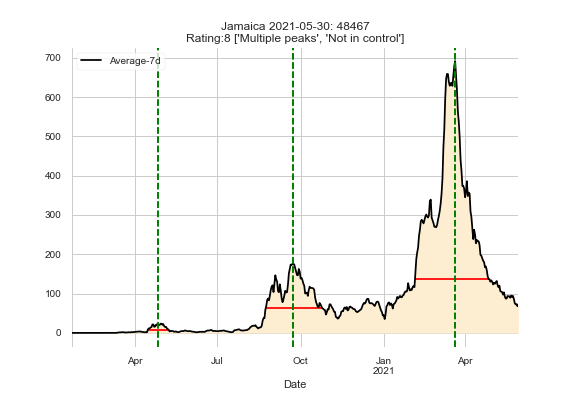 Jamaica 2021-05-30: 48467
Rating:8 ['Multiple peaks', 'Not in control']
Average-7d
700
600
500
400
300
200
100
0
Apr
Jul
Oct
Jan
2021
Apr
Date